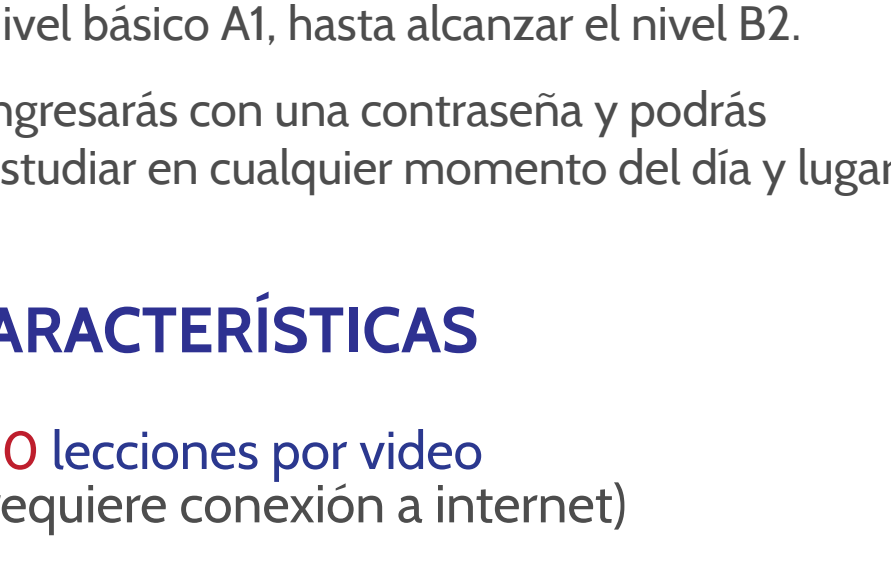 ivel básico A1, hasta alcanzar el nivel B2.
ngresarás con una contraseña y podrás
studiar en cualquier momento del día y lugar
ARACTERÍSTICAS
0 lecciones por video
equiere conexión a internet)